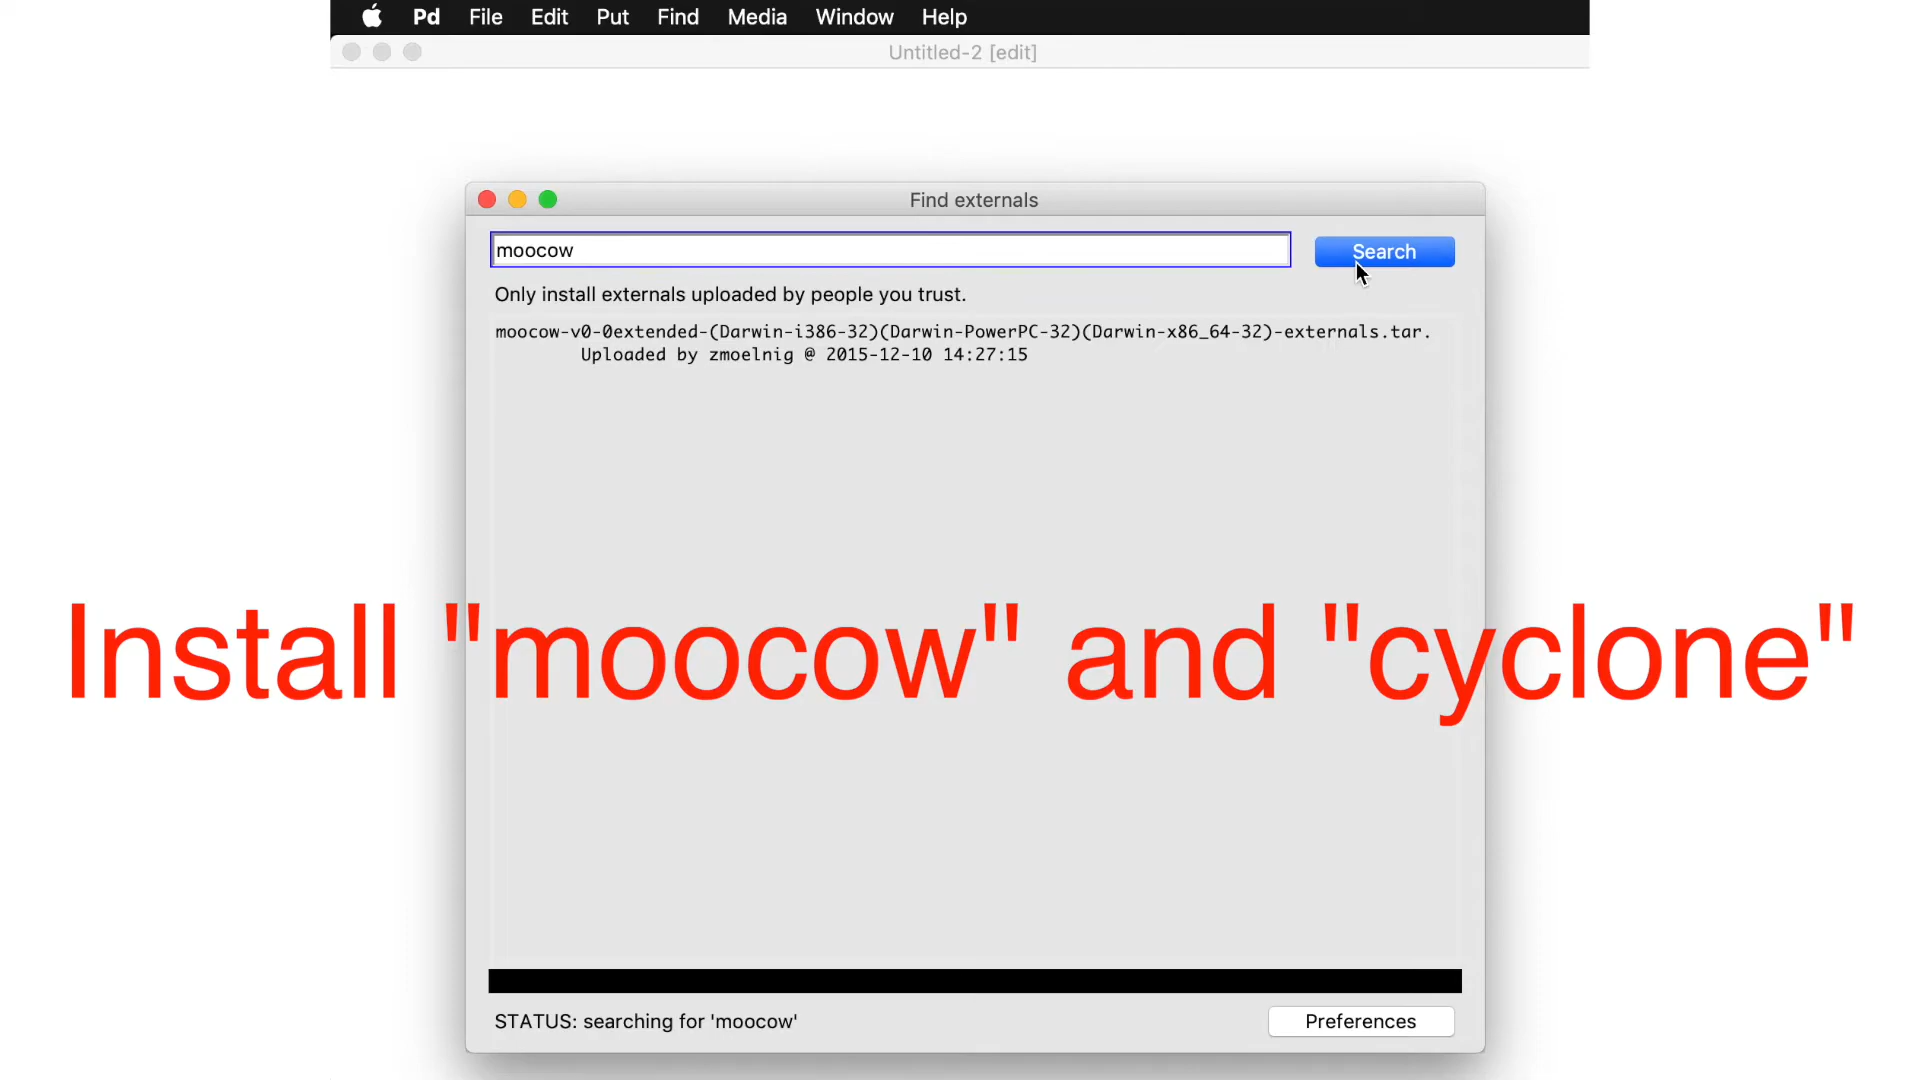 Pd File Edit Put Find Media Window Help
Untitled-2 [edit]
Find externals
moocow Search
Only install externals uploaded by people you trust.
moocow-v0-0extended-(Darwin-i386-32)(Darwin-PowerPC-32)(Darwin-x86_64-32)-externals.tar.
Uploaded by zmoelnig @ 2015-12-10 14:27:15
Install "moocow" and "cyclone"
STATUS: searching for 'moocow' Preferences